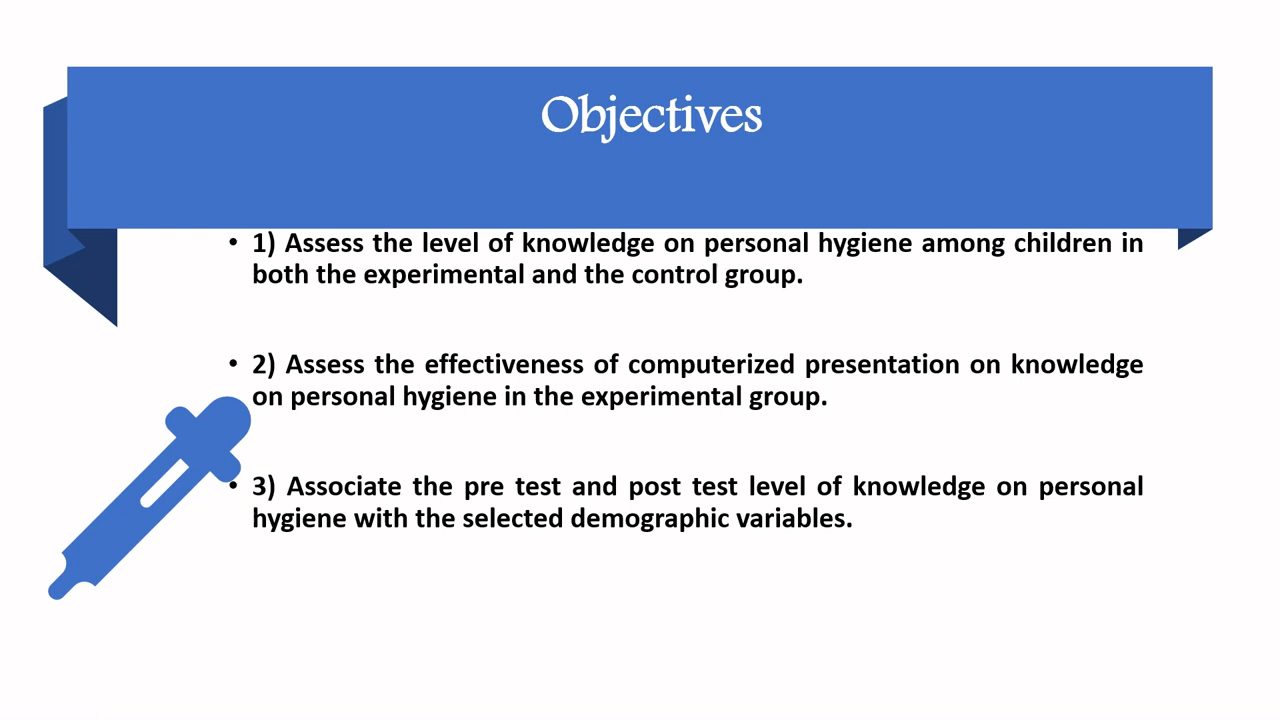 Objectives
• 1) Assess the level of knowledge on personal hygiene among children in
both the experimental and the control group.
• 2) Assess the effectiveness of computerized presentation on knowledge
on personal hygiene in the experimental group.
• 3) Associate the pre test and post test level of knowledge on personal
hygiene with the selected demographic variables.